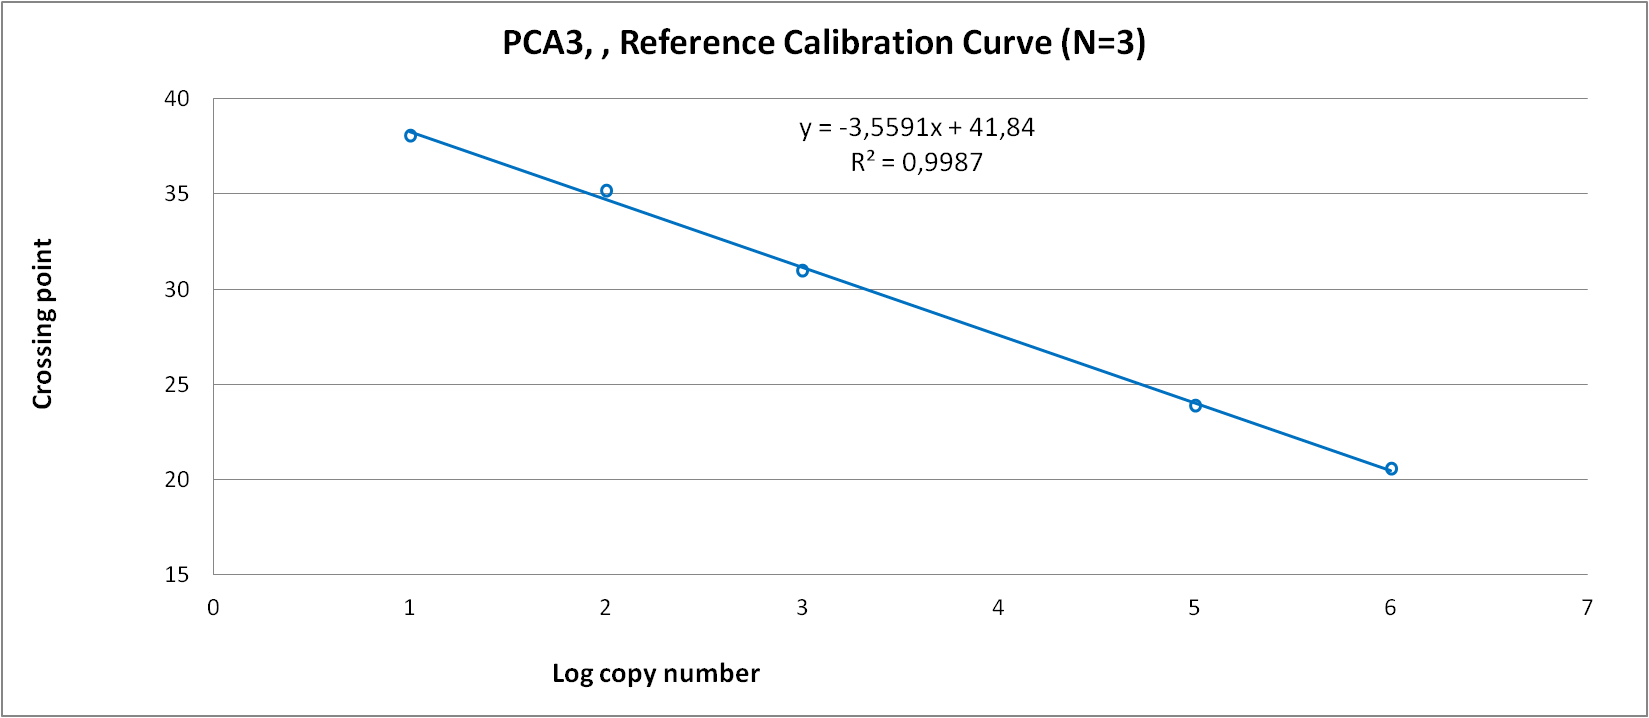 PCA3, , Reference Calibration Curve (N=3)
y = -3,5591x + 41,84
R² = 0,9987
40
35
30
25
20
15
0 1 2 3 4 5 6 7
Crossing point
Log copy number